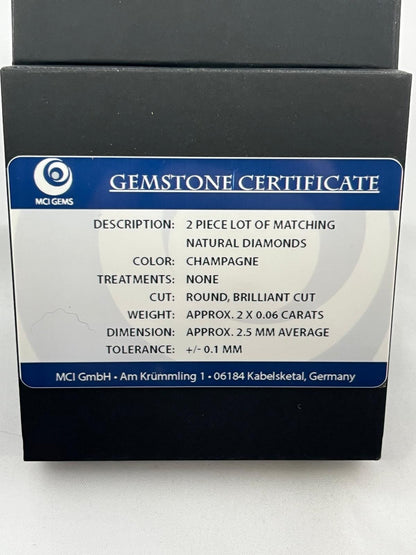 MCI GEMS
GEMSTONE CERTIFICATE
DESCRIPTION: 2 PIECE LOT OF MATCHING
NATURAL DIAMONDS
COLOR: CHAMPAGNE
TREATMENTS: NONE
CUT: ROUND, BRILLIANT CUT
WEIGHT: APPROX. 2 X 0.06 CARATS
DIMENSION: APPROX. 2.5 MM AVERAGE
TOLERANCE: +/- 0.1 MM
MCI GmbH • Am Krümmling 1 • 06184 Kabelsketal, Germany